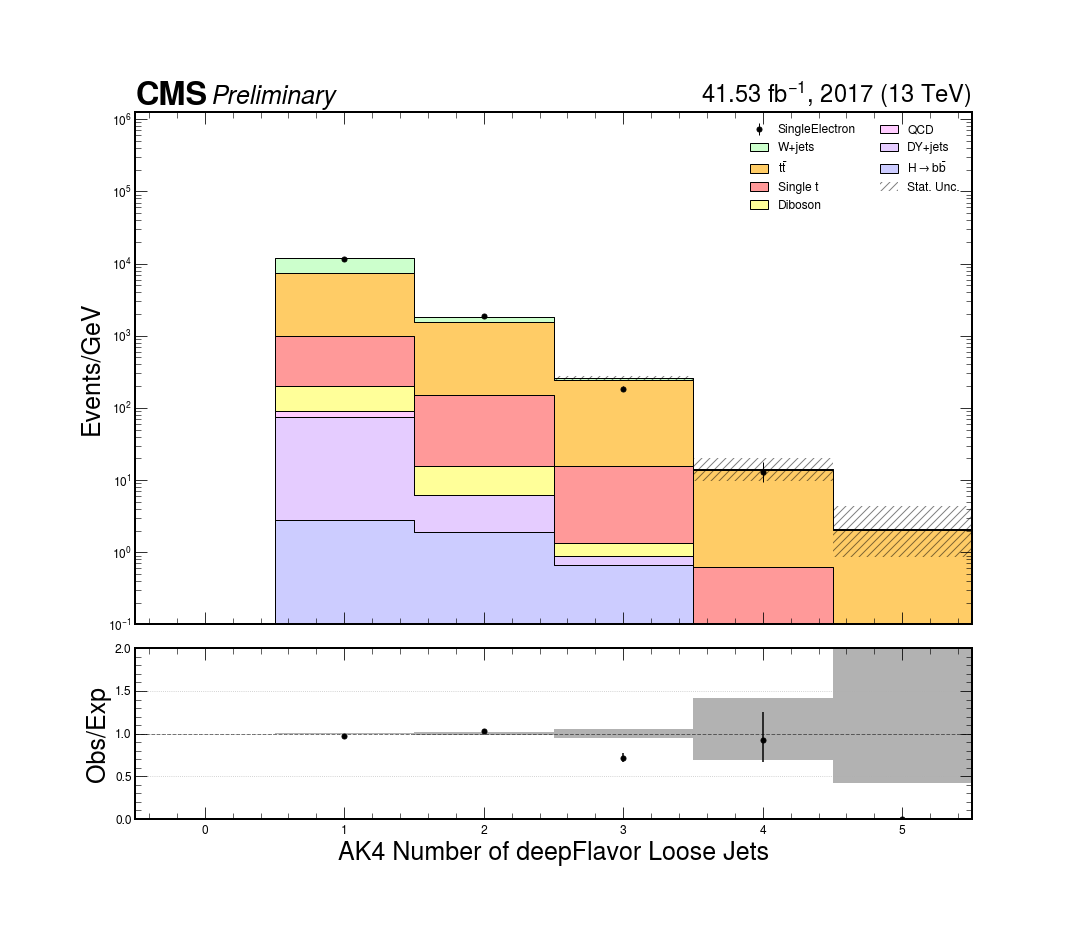 CMS Preliminary
41.53 fb⁻¹, 2017 (13 TeV)
SingleElectron
W+jets
tt̄
Single t
Diboson
QCD
DY+jets
H→bb̄
Stat. Unc.
Events/GeV
10⁶
10⁵
10⁴
10³
10²
10¹
10⁰
10⁻¹
Obs/Exp
2.0
1.5
1.0
0.5
0.0
0 1 2 3 4 5
AK4 Number of deepFlavor Loose Jets